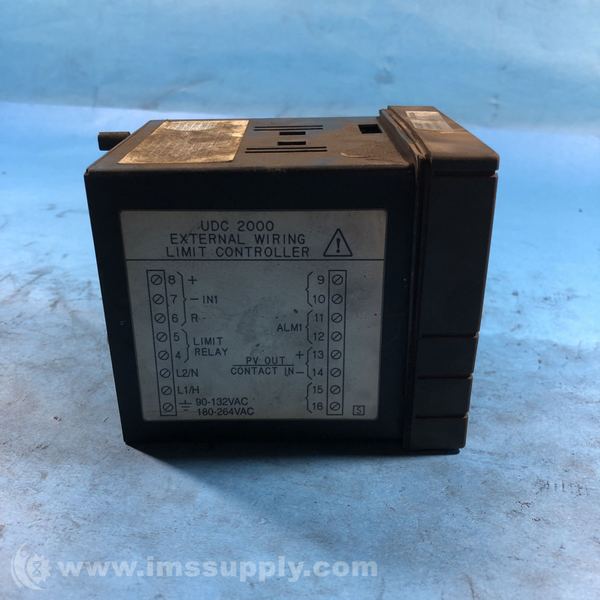 UDC 2000
EXTERNAL WIRING
LIMIT CONTROLLER
8 +
7 - IN1
6 R -
5 LIMIT
4 RELAY
L2/N
L1/H
90-132VAC
180-264VAC
9
10
11
ALM1
12
PV OUT + 13
CONTACT IN - 14
15
16
S
www.imssupply.com